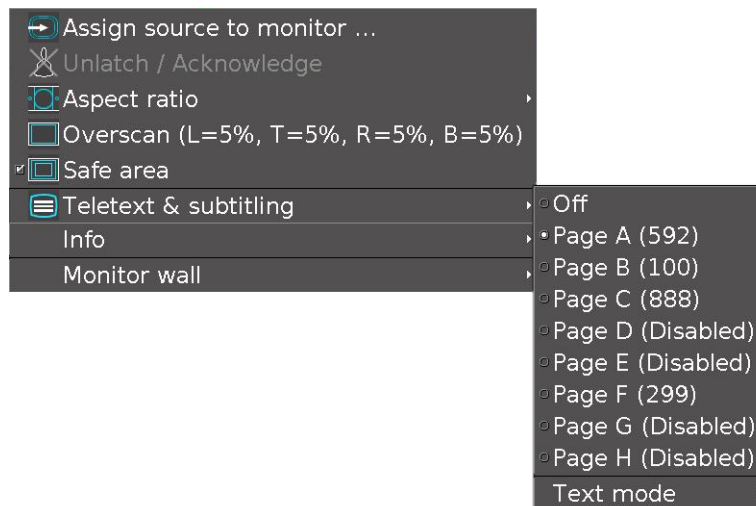 Assign source to monitor ...
Unlatch / Acknowledge
Aspect ratio
Overscan (L=5%, T=5%, R=5%, B=5%)
Safe area
Teletext & subtitling
Info
Monitor wall
Off
Page A (592)
Page B (100)
Page C (888)
Page D (Disabled)
Page E (Disabled)
Page F (299)
Page G (Disabled)
Page H (Disabled)
Text mode